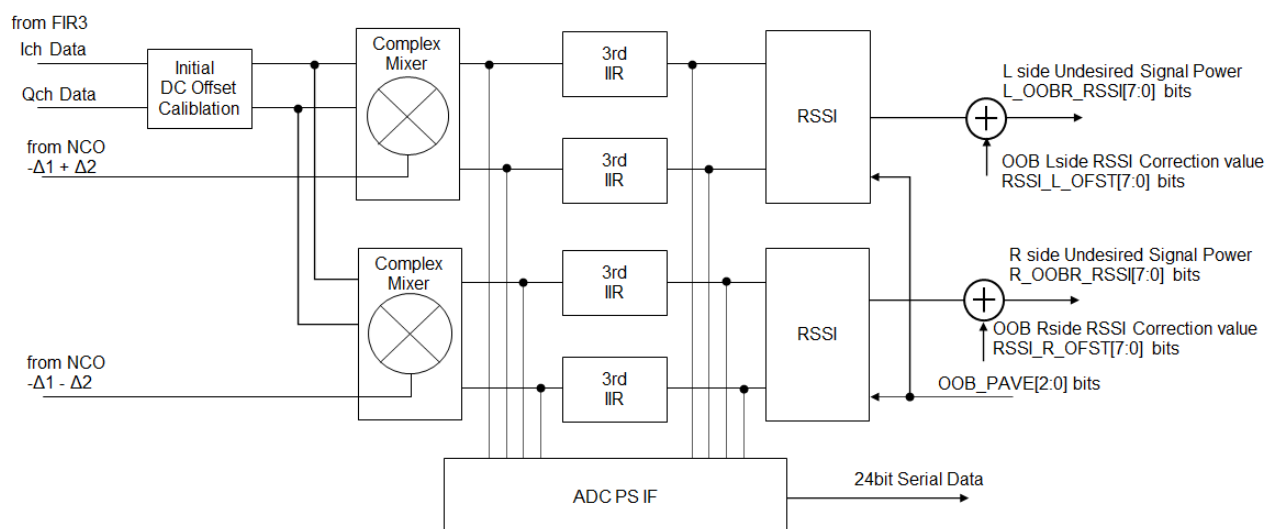 from FIR3
Ich Data
Qch Data
Initial
DC Offset
Caliblation
from NCO
-Δ1 + Δ2
Complex
Mixer
3rd
IIR
3rd
IIR
RSSI
L side Undesired Signal Power
L_OOBR_RSSI[7:0] bits
OOB Lside RSSI Correction value
RSSI_L_OFST[7:0] bits
from NCO
-Δ1 - Δ2
Complex
Mixer
3rd
IIR
3rd
IIR
RSSI
R side Undesired Signal Power
R_OOBR_RSSI[7:0] bits
OOB Rside RSSI Correction value
RSSI_R_OFST[7:0] bits
OOB_PAVE[2:0] bits
ADC PS IF
24bit Serial Data